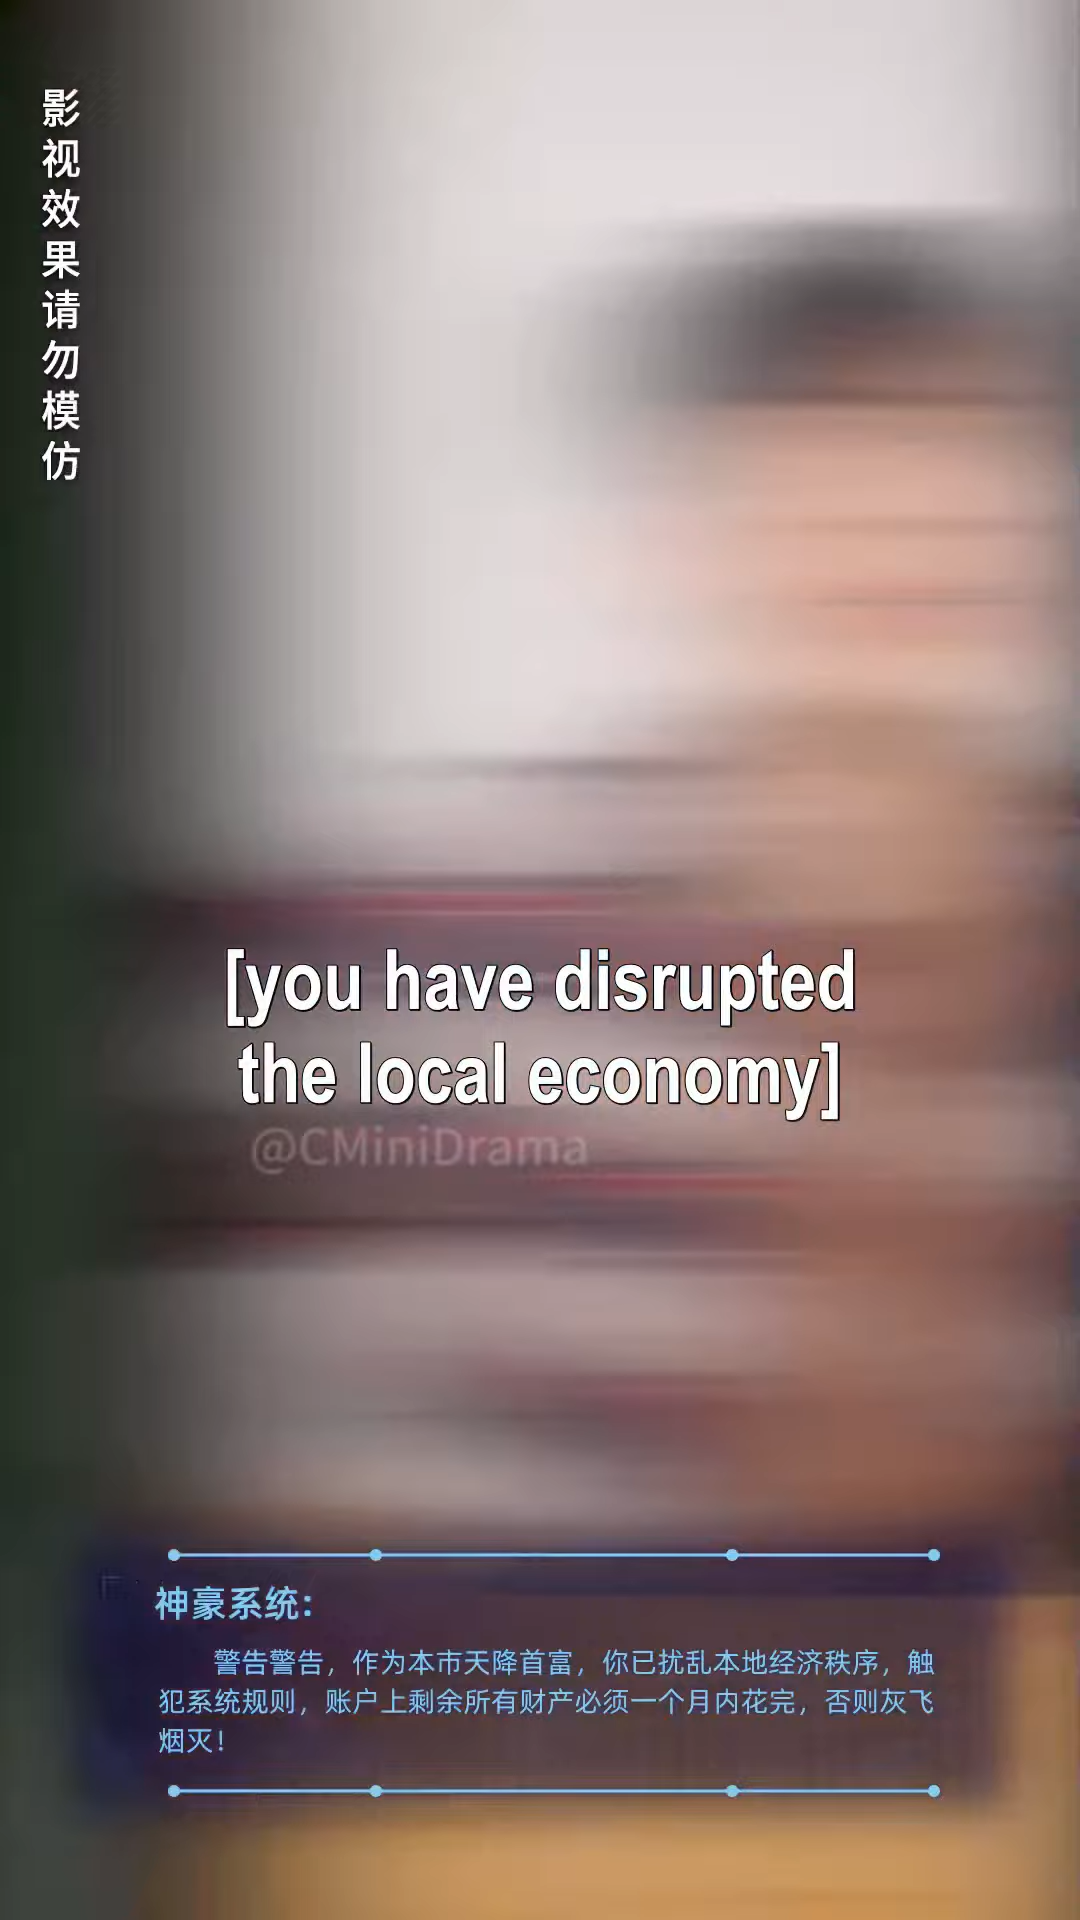 影视效果请勿模仿
[you have disrupted
the local economy]
@CMiniDrama
神豪系统:
警告警告，作为本市天降首富，你已扰乱本地经济秩序，触
犯系统规则，账户上剩余所有财产必须一个月内花完，否则灰飞
烟灭！